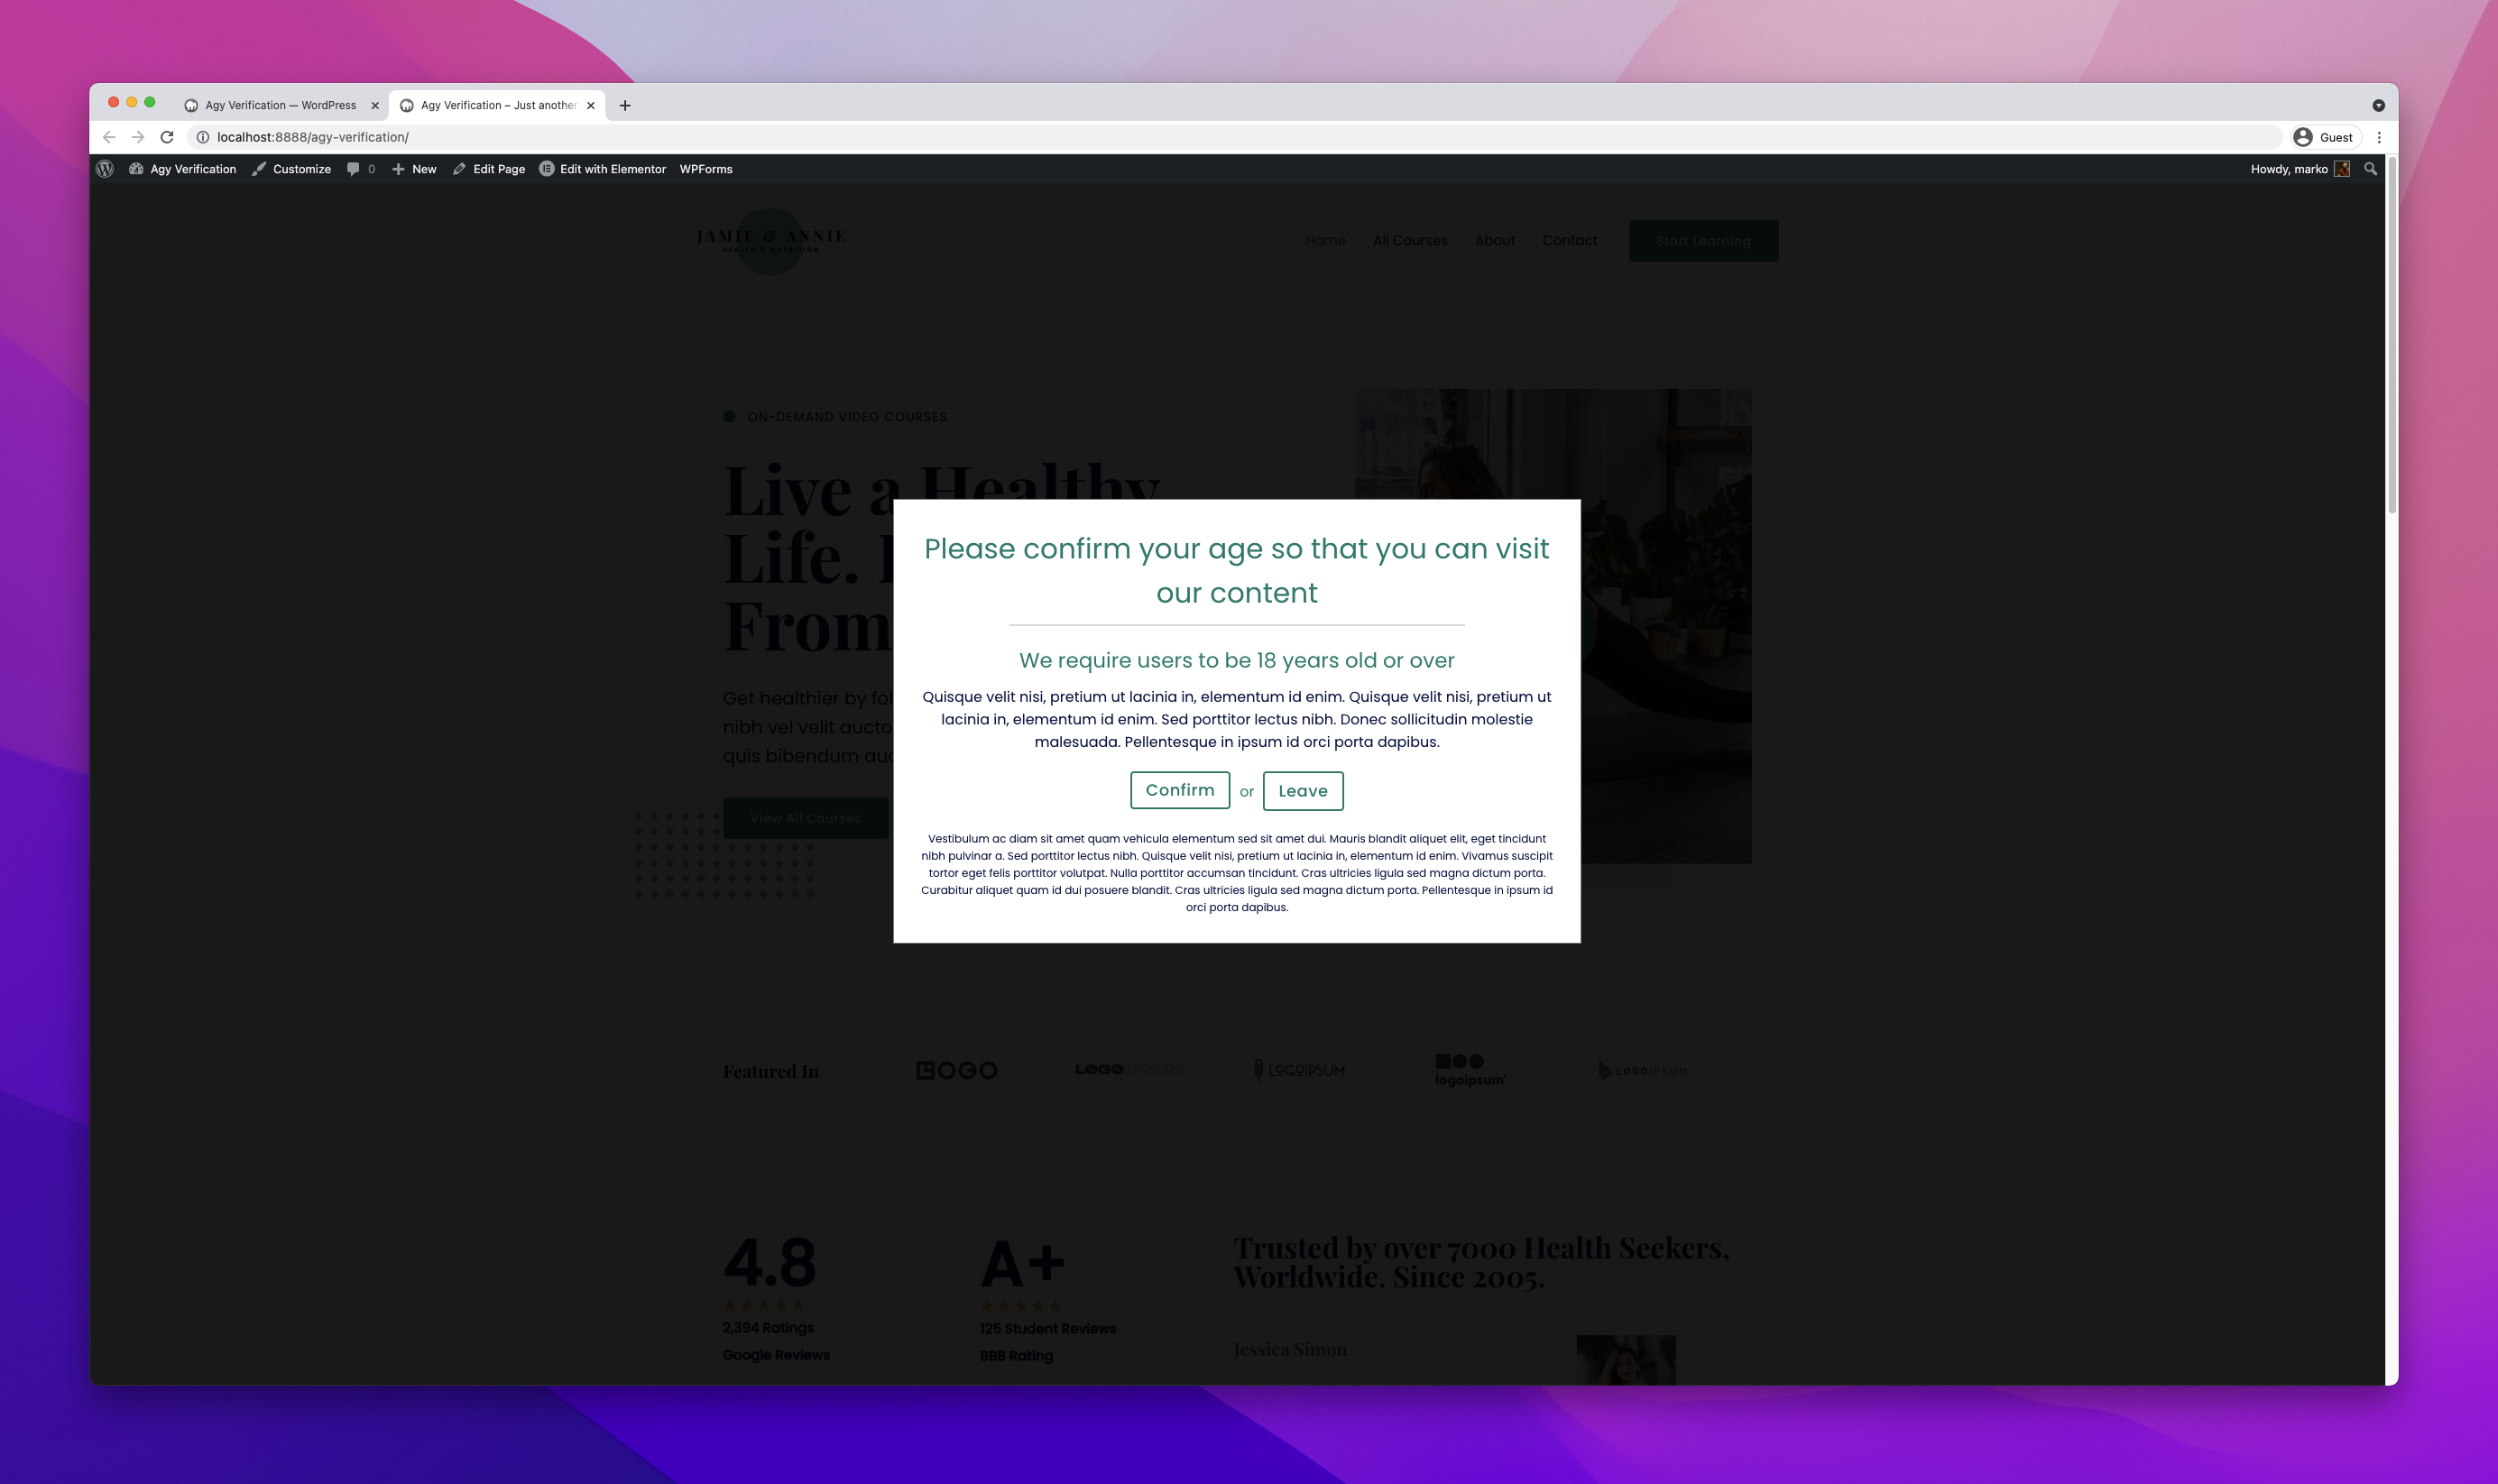 Agy Verification — WordPress
Agy Verification – Just another
localhost:8888/agy-verification/
Guest
Agy Verification
Customize
0
New
Edit Page
Edit with Elementor
WPForms
Howdy, marko
JAMIE & ANNIE
HEALTH & NUTRITION
Home
All Courses
About
Contact
Start Learning
ON-DEMAND VIDEO COURSES
Live a Healthy
Life.
From
Get healthier by fol
nibh vel velit aucto
quis bibendum auc
View All Courses
Please confirm your age so that you can visit
our content
We require users to be 18 years old or over
Quisque velit nisi, pretium ut lacinia in, elementum id enim. Quisque velit nisi, pretium ut
lacinia in, elementum id enim. Sed porttitor lectus nibh. Donec sollicitudin molestie
malesuada. Pellentesque in ipsum id orci porta dapibus.
Confirm or Leave
Vestibulum ac diam sit amet quam vehicula elementum sed sit amet dui. Mauris blandit aliquet elit, eget tincidunt
nibh pulvinar a. Sed porttitor lectus nibh. Quisque velit nisi, pretium ut lacinia in, elementum id enim. Vivamus suscipit
tortor eget felis porttitor volutpat. Nulla porttitor accumsan tincidunt. Cras ultricies ligula sed magna dictum porta.
Curabitur aliquet quam id dui posuere blandit. Cras ultricies ligula sed magna dictum porta. Pellentesque in ipsum id
orci porta dapibus.
Featured In
LOGO
LOGOIPSUM
LOGOIPSUM
logoipsum
LOGOIPSUM
4.8
2,394 Ratings
Google Reviews
A+
125 Student Reviews
BBB Rating
Trusted by over 7000 Health Seekers,
Worldwide. Since 2005.
Jessica Simon